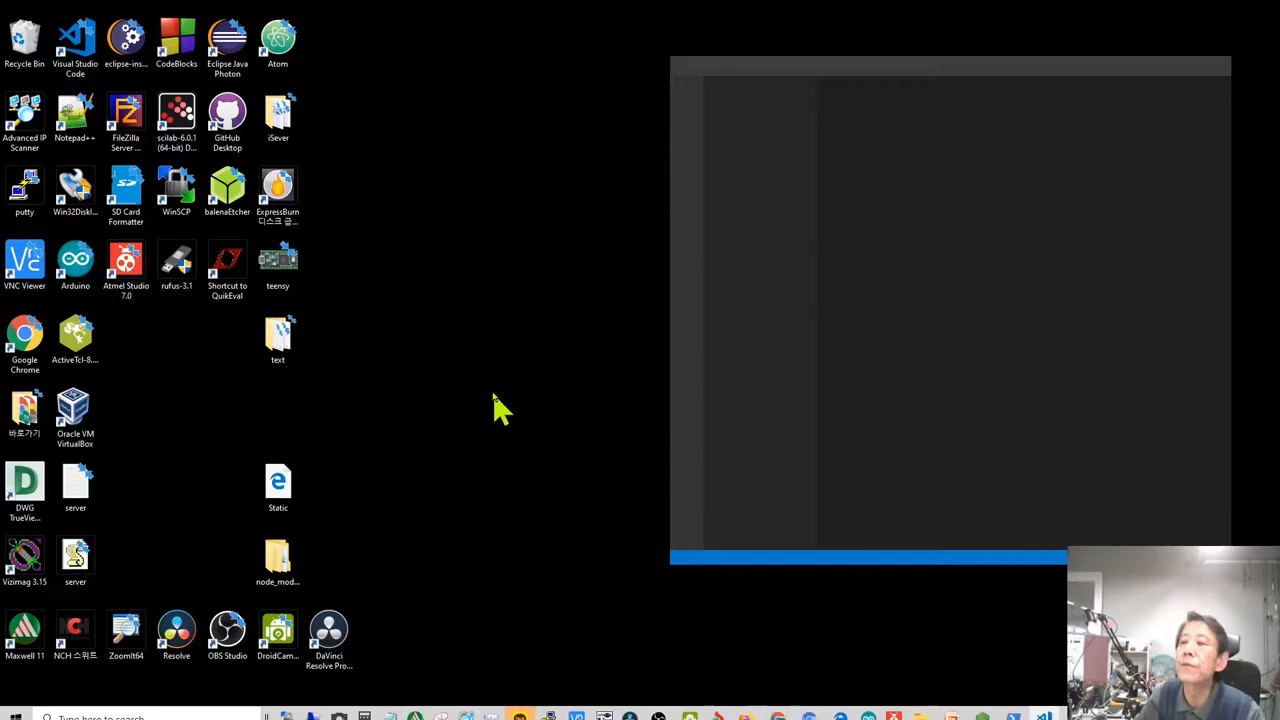 Recycle Bin
Visual Studio
Code
eclipse-ins...
CodeBlocks
Eclipse Java
Photon
Atom
Advanced IP
Scanner
Notepad++
FileZilla
Server ...
scilab-6.0.1
(64-bit) D...
GitHub
Desktop
iSever
putty
Win32DiskI...
SD Card
Formatter
WinSCP
balenaEtcher
ExpressBurn
디스크 굽...
VNC Viewer
Arduino
Atmel Studio
7.0
rufus-3.1
Shortcut to
QuikEval
teensy
Google
Chrome
ActiveTcl-8....
text
바로가기
Oracle VM
VirtualBox
DWG
TrueVie...
server
Static
Vizimag 3.15
server
node_mod...
Maxwell 11
NCH 스위트
ZoomIt64
Resolve
OBS Studio
DroidCam...
DaVinci
Resolve Pro...
Type here to search